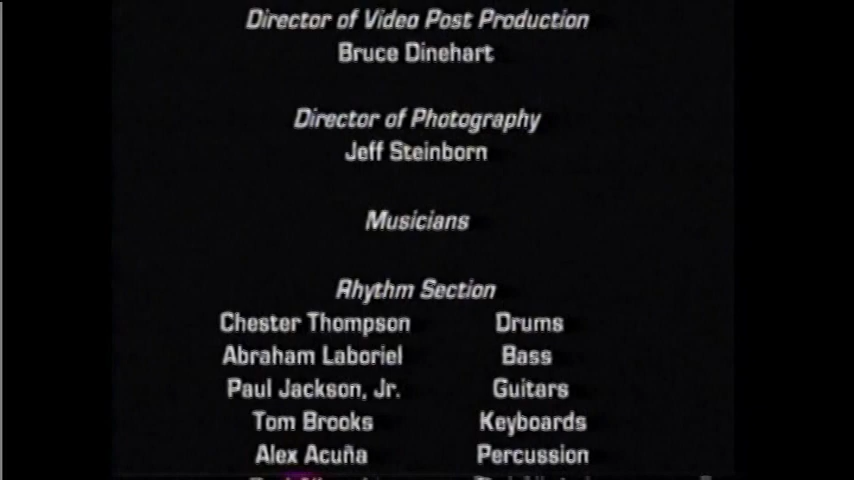 Director of Video Post Production
Bruce Dinehart
Director of Photography
Jeff Steinborn
Musicians
Rhythm Section
Chester Thompson Drums
Abraham Laboriel Bass
Paul Jackson, Jr. Guitars
Tom Brooks Keyboards
Alex Acuña Percussion